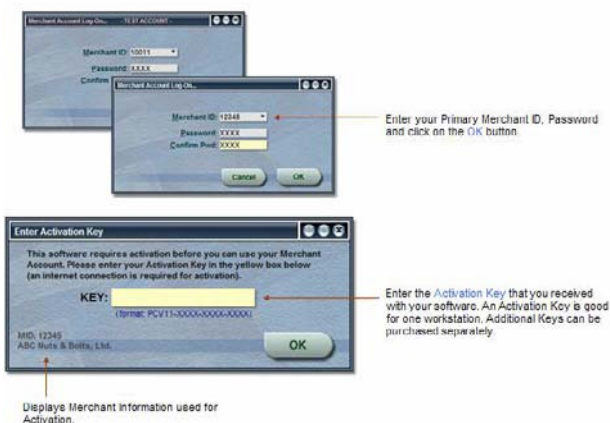 Merchant Account Log On... - TEST ACCOUNT -
Merchant ID: 10011
Password: XXXX
Confirm
Merchant Account Log On...
Merchant ID: 12345
Password: XXXX
Confirm Pwd: XXXX
Cancel OK
Enter your Primary Merchant ID, Password
and click on the OK button.
Enter Activation Key
This software requires activation before you can use your Merchant
Account. Please enter your Activation Key in the yellow box below
(an internet connection is required for activation).
KEY:
(format: PCV11-XXXX-XXXX-XXXX)
MID: 12345
ABC Nuts & Bolts, Ltd.
OK
Enter the Activation Key that you received
with your software. An Activation Key is good
for one workstation. Additional Keys can be
purchased separately.
Displays Merchant Information used for
Activation.